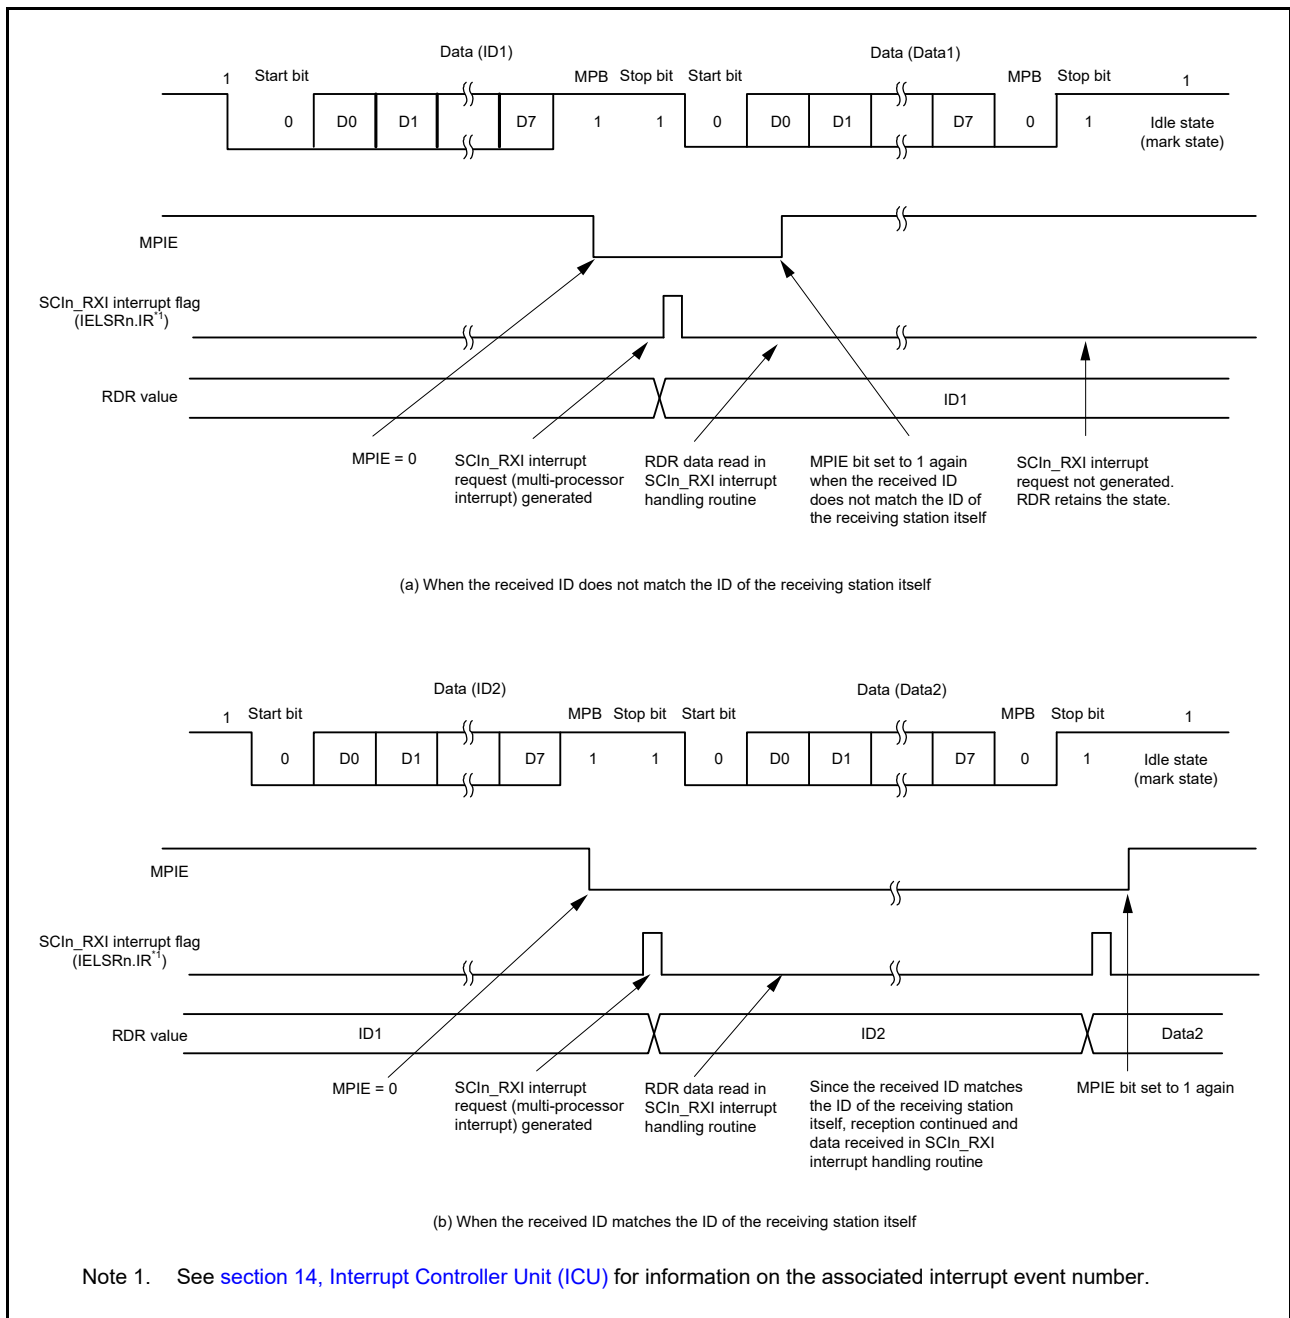 Data (ID1) Data (Data1)
1 Start bit MPB Stop bit Start bit MPB Stop bit 1
0 D0 D1 D7 1 1 0 D0 D1 D7 0 1 Idle state
(mark state)
MPIE
SCIn_RXI interrupt flag
(IELSRn.IR*1)
RDR value ID1
MPIE = 0
SCIn_RXI interrupt
request (multi-processor
interrupt) generated
RDR data read in
SCIn_RXI interrupt
handling routine
MPIE bit set to 1 again
when the received ID
does not match the ID of
the receiving station itself
SCIn_RXI interrupt
request not generated.
RDR retains the state.
(a) When the received ID does not match the ID of the receiving station itself
Data (ID2) Data (Data2)
1 Start bit MPB Stop bit Start bit MPB Stop bit 1
0 D0 D1 D7 1 1 0 D0 D1 D7 0 1 Idle state
(mark state)
MPIE
SCIn_RXI interrupt flag
(IELSRn.IR*1)
RDR value ID1 ID2 Data2
MPIE = 0
SCIn_RXI interrupt
request (multi-processor
interrupt) generated
RDR data read in
SCIn_RXI interrupt
handling routine
Since the received ID matches
the ID of the receiving station
itself, reception continued and
data received in SCIn_RXI
interrupt handling routine
MPIE bit set to 1 again
(b) When the received ID matches the ID of the receiving station itself
Note 1. See section 14, Interrupt Controller Unit (ICU) for information on the associated interrupt event number.